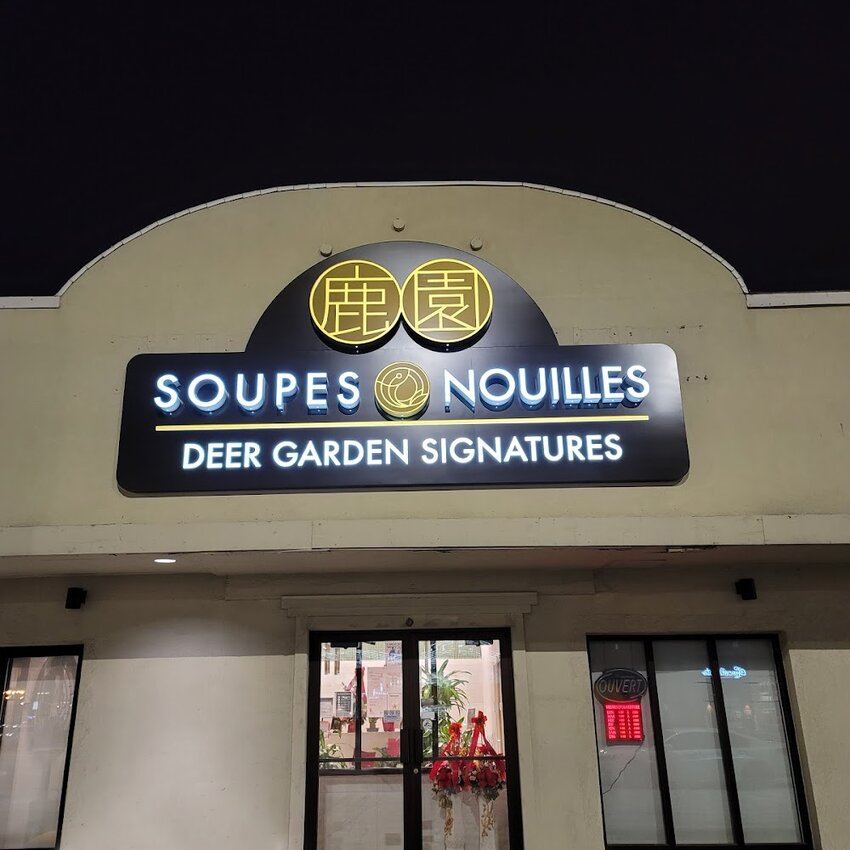 鹿園
SOUPES NOUILLES
DEER GARDEN SIGNATURES
OUVERT